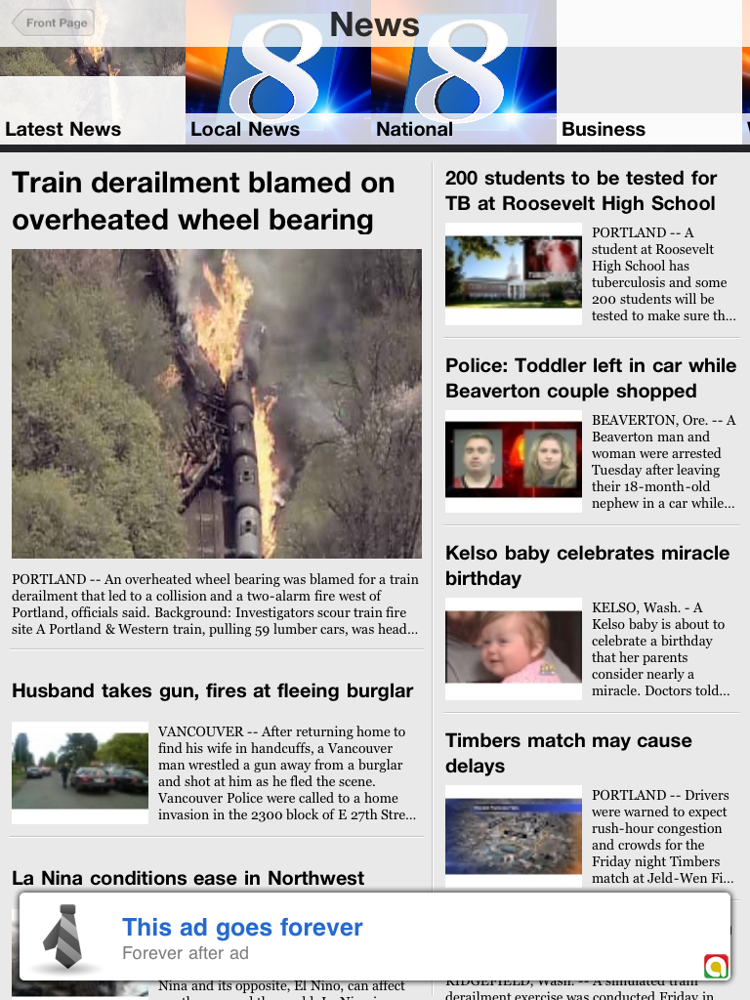 Front Page
News
8
8
Latest News
Local News
National
Business
Train derailment blamed on
overheated wheel bearing
PORTLAND -- An overheated wheel bearing was blamed for a train
derailment that led to a collision and a two-alarm fire west of
Portland, officials said. Background: Investigators scour train fire
site A Portland & Western train, pulling 59 lumber cars, was head...
Husband takes gun, fires at fleeing burglar
VANCOUVER -- After returning home to
find his wife in handcuffs, a Vancouver
man wrestled a gun away from a burglar
and shot at him as he fled the scene.
Vancouver Police were called to a home
invasion in the 2300 block of E 27th Stre...
La Nina conditions ease in Northwest
Nina and its opposite, El Nino, can affect
200 students to be tested for
TB at Roosevelt High School
PORTLAND -- A
student at Roosevelt
High School has
tuberculosis and some
200 students will be
tested to make sure th...
Police: Toddler left in car while
Beaverton couple shopped
BEAVERTON, Ore. -- A
Beaverton man and
woman were arrested
Tuesday after leaving
their 18-month-old
nephew in a car while...
Kelso baby celebrates miracle
birthday
KELSO, Wash. - A
Kelso baby is about to
celebrate a birthday
that her parents
consider nearly a
miracle. Doctors told...
Timbers match may cause
delays
PORTLAND -- Drivers
were warned to expect
rush-hour congestion
and crowds for the
Friday night Timbers
match at Jeld-Wen Fi...
RIDGEFIELD, Wash. -- A simulated train
derailment exercise was conducted Friday in
This ad goes forever
Forever after ad